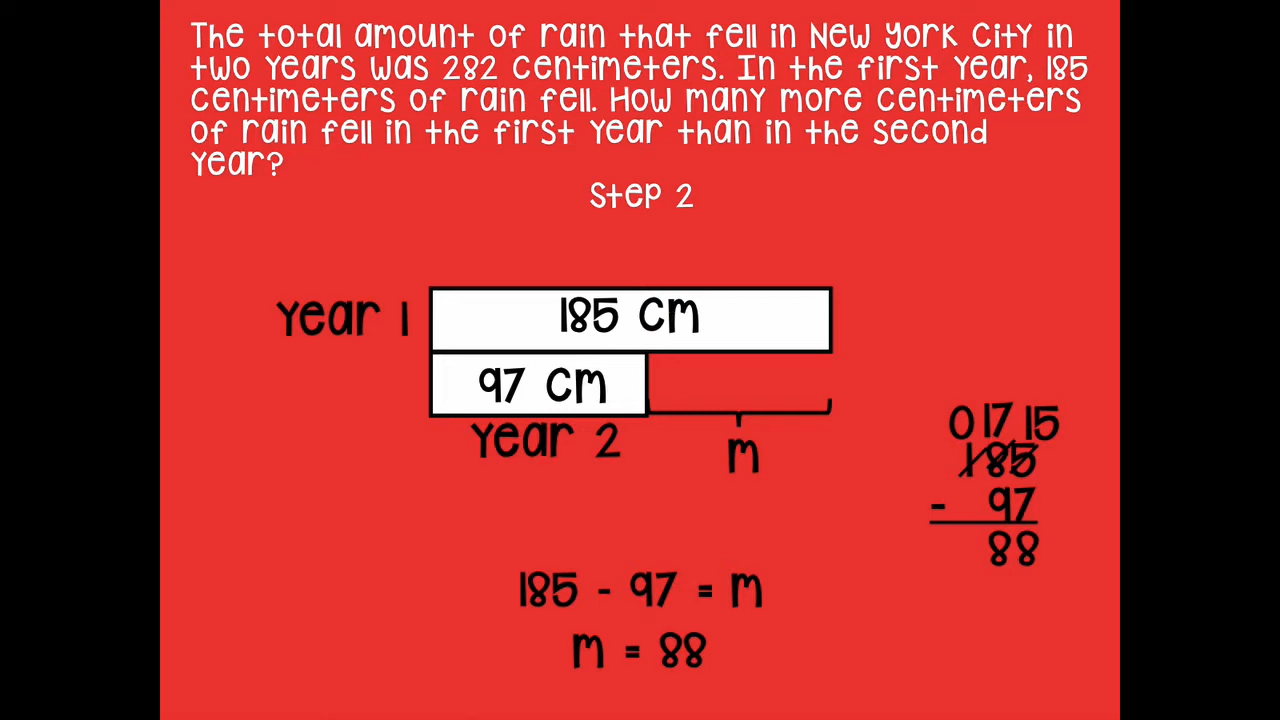 The total amount of rain that fell in New York City in
two years was 282 centimeters. In the first year, 185
centimeters of rain fell. How many more centimeters
of rain fell in the first year than in the second
year?
Step 2
Year 1
185 cm
97 cm
Year 2
m
0 17 15
185
- 97
88
185 - 97 = m
m = 88